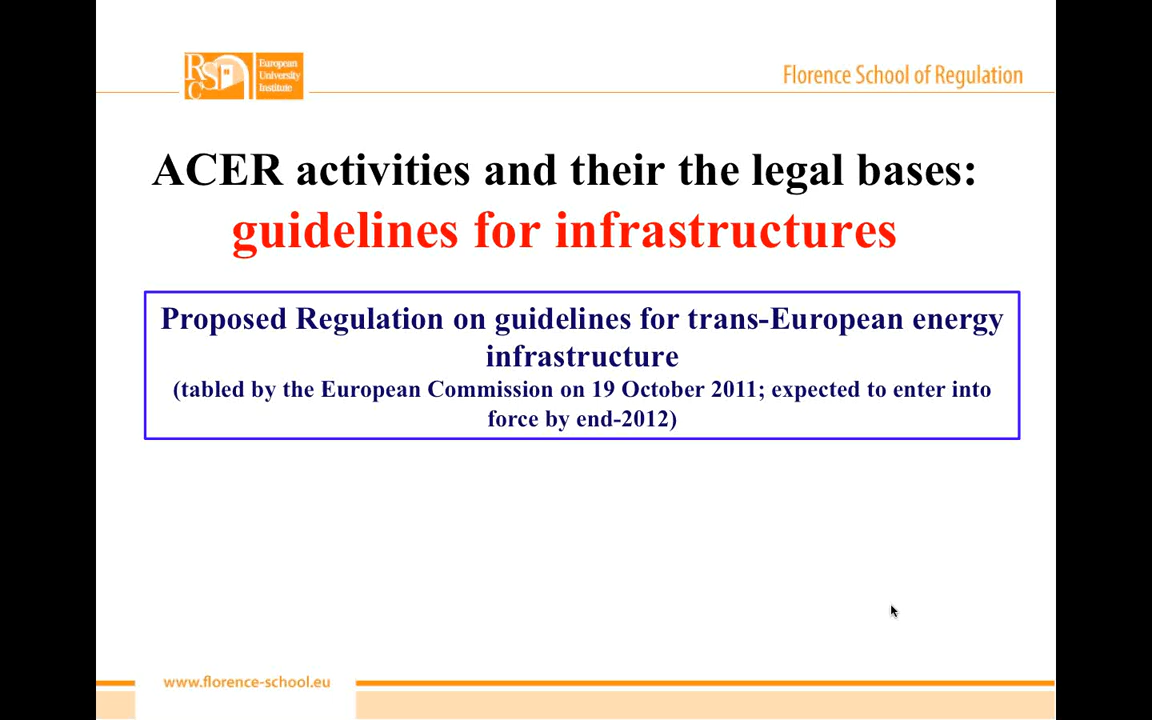 RSC
European
University
Institute
Florence School of Regulation
ACER activities and their the legal bases:
guidelines for infrastructures
Proposed Regulation on guidelines for trans-European energy
infrastructure
(tabled by the European Commission on 19 October 2011; expected to enter into
force by end-2012)
www.florence-school.eu